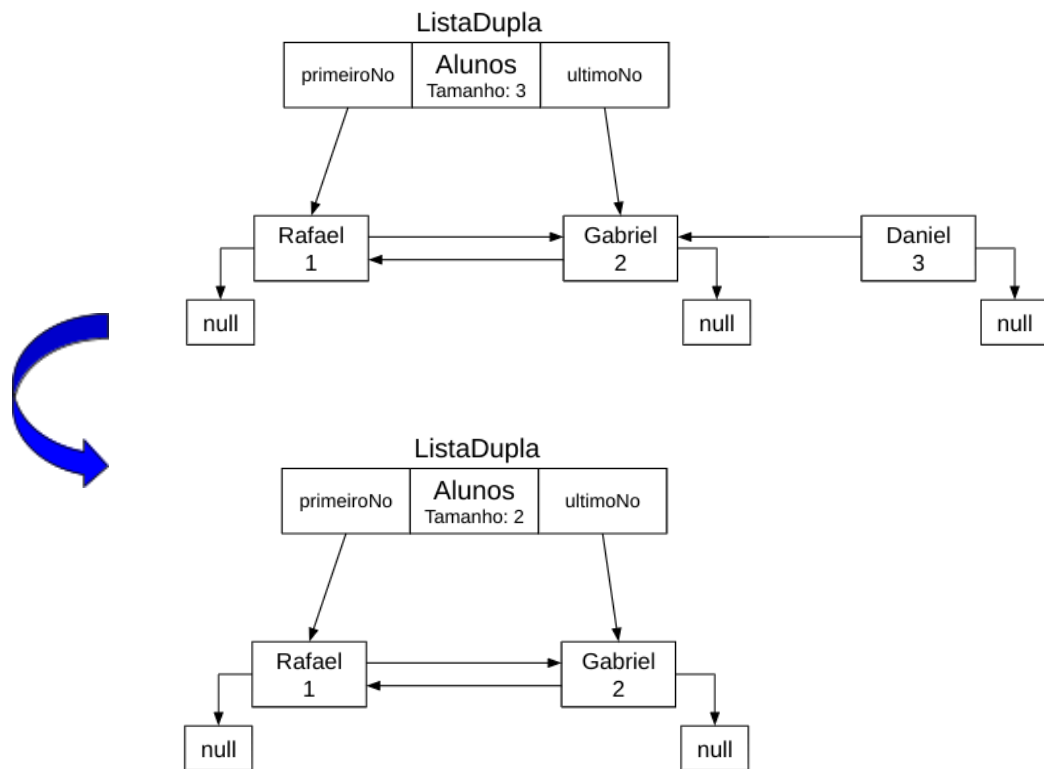 ListaDupla
primeiroNo
Alunos
Tamanho: 3
ultimoNo
Rafael
1
Gabriel
2
Daniel
3
null
null
null
ListaDupla
primeiroNo
Alunos
Tamanho: 2
ultimoNo
Rafael
1
Gabriel
2
null
null